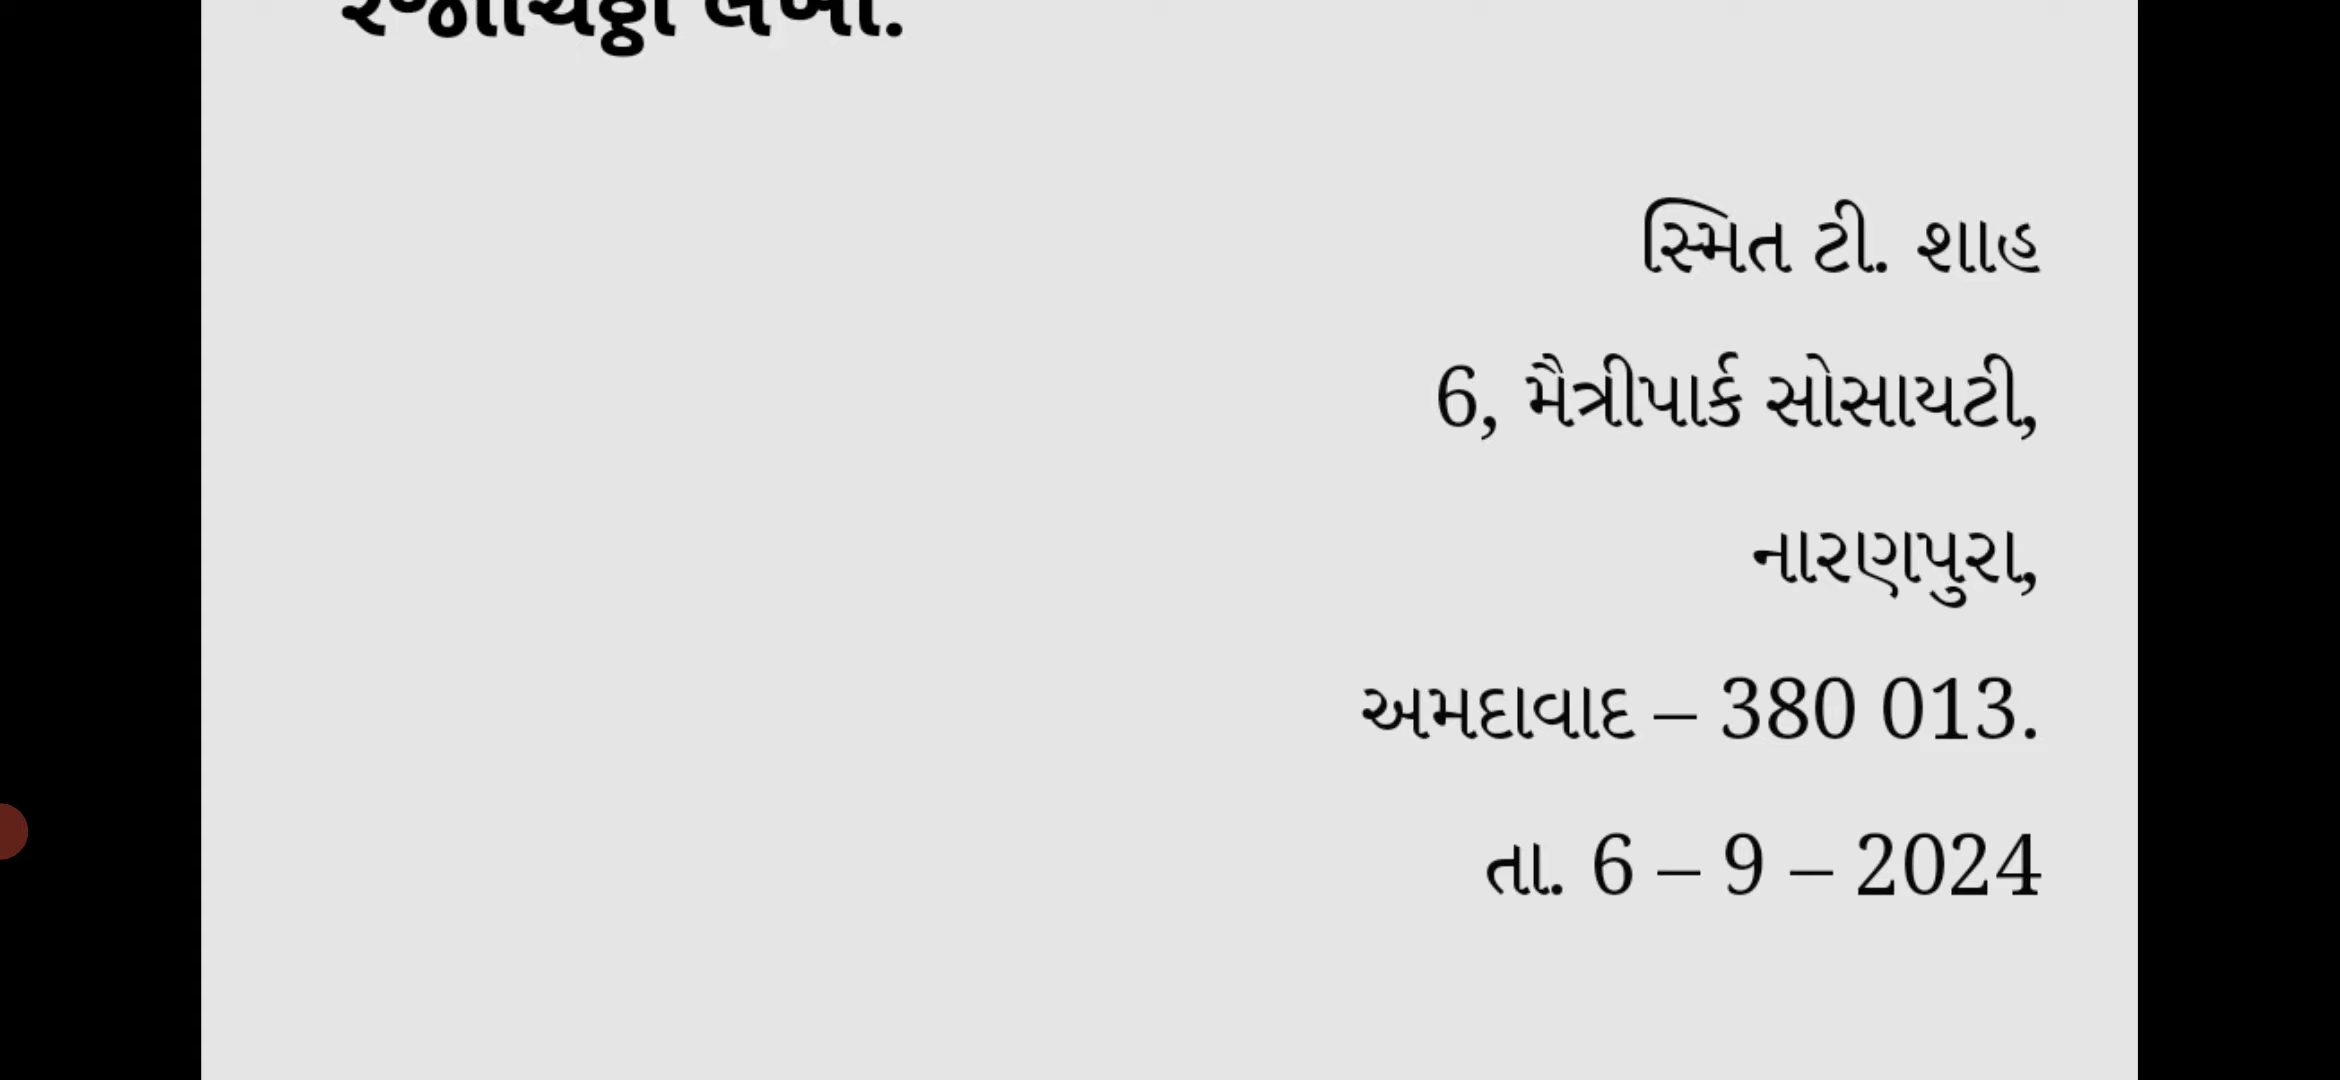 સ્મિત ટી. શાહ
6, મૈત્રીપાર્ક સોસાયટી,
નારણપુરા,
અમદાવાદ – 380 013.
તા. 6 – 9 – 2024